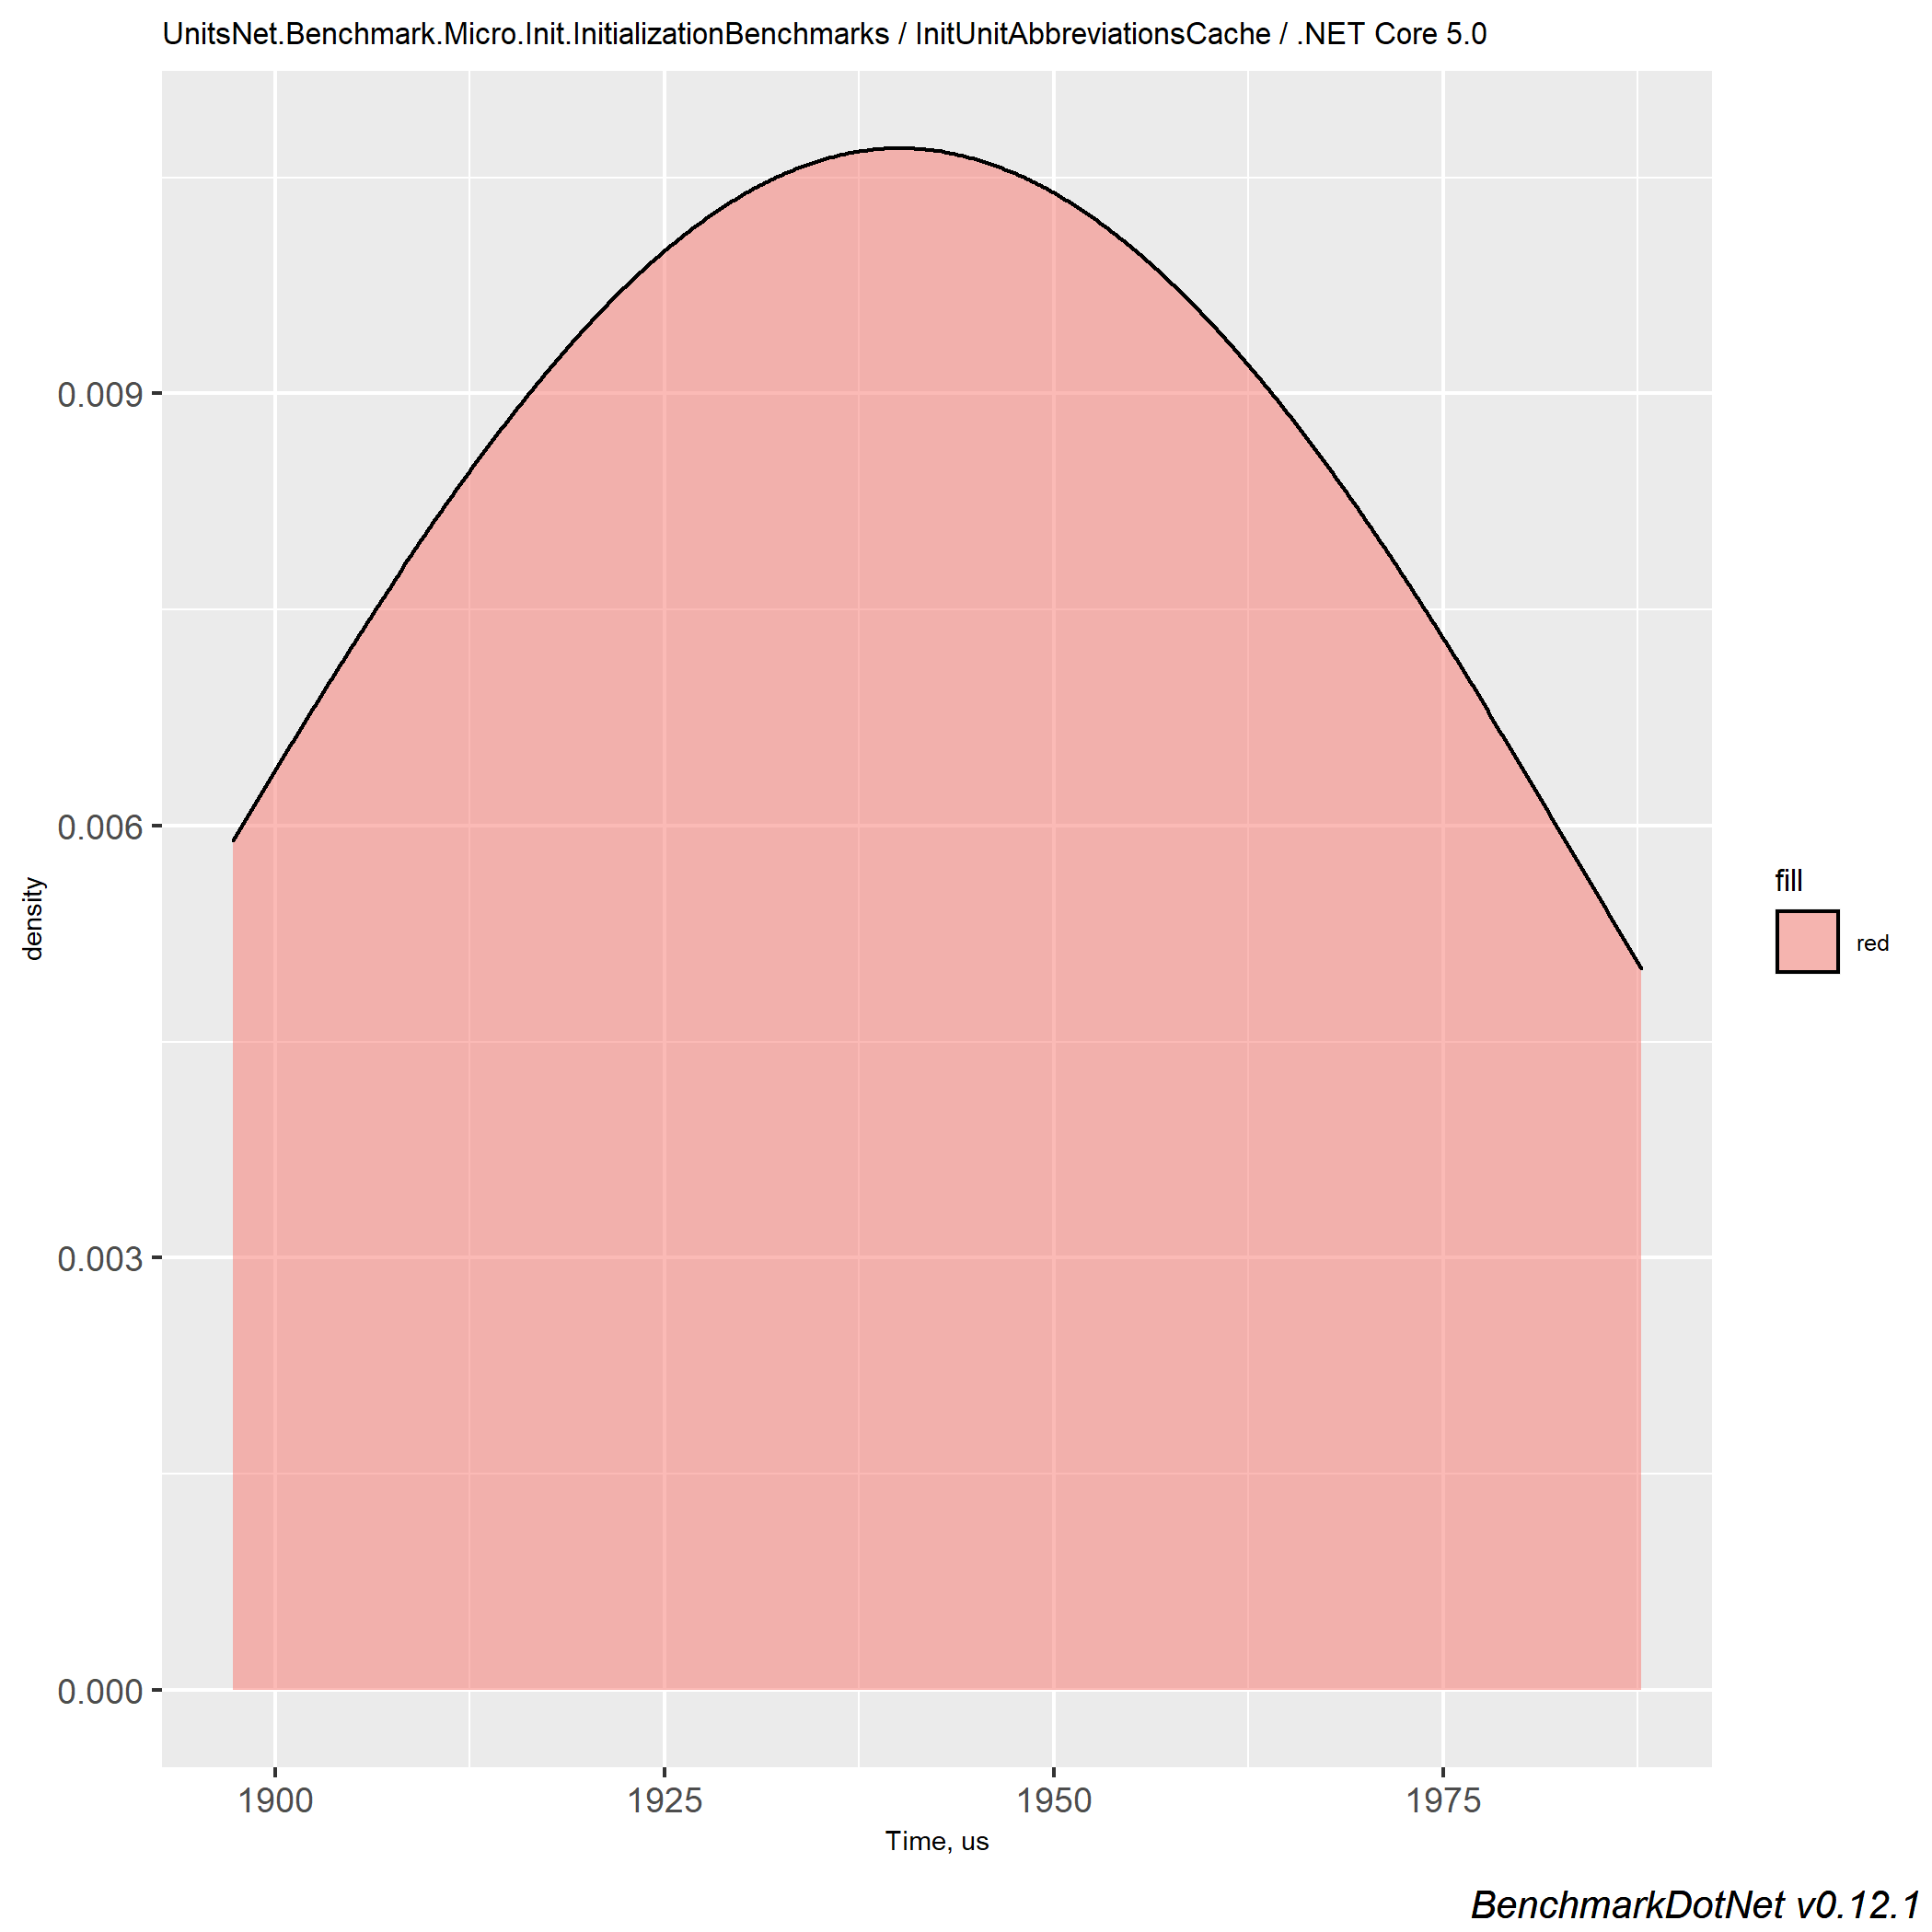 UnitsNet.Benchmark.Micro.Init.InitializationBenchmarks / InitUnitAbbreviationsCache / .NET Core 5.0
0.009
0.006
0.003
0.000
density
1900 1925 1950 1975
Time, us
fill
red
BenchmarkDotNet v0.12.1